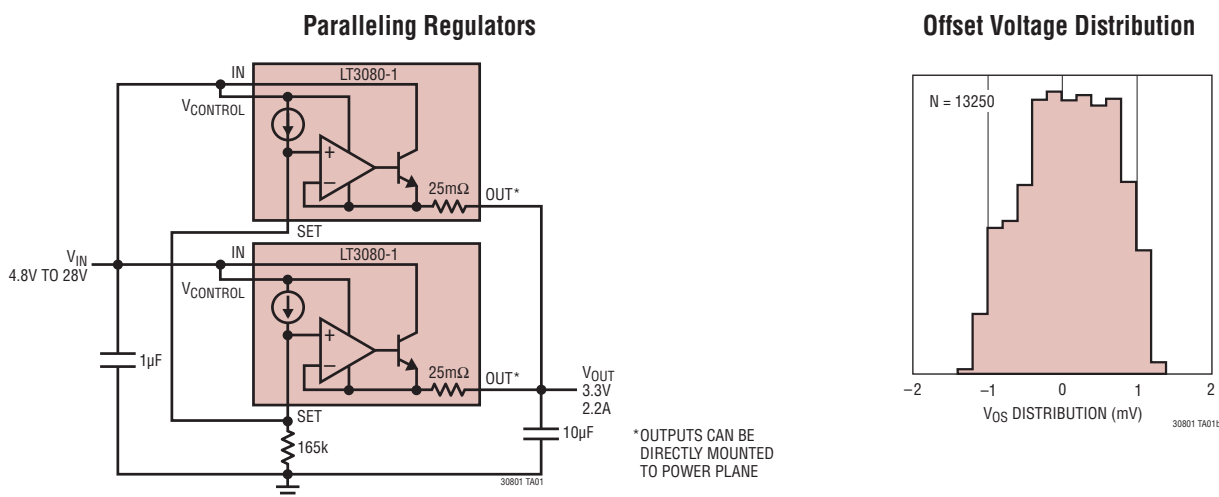 Paralleling Regulators
IN
LT3080-1
VCONTROL
+
–
25mΩ
OUT*
SET
VIN
4.8V TO 28V
IN
LT3080-1
VCONTROL
+
–
25mΩ
OUT*
1µF
VOUT
3.3V
2.2A
SET
165k
10µF
*OUTPUTS CAN BE
DIRECTLY MOUNTED
TO POWER PLANE
30801 TA01
Offset Voltage Distribution
N = 13250
–2 –1 0 1 2
VOS DISTRIBUTION (mV)
30801 TA01b